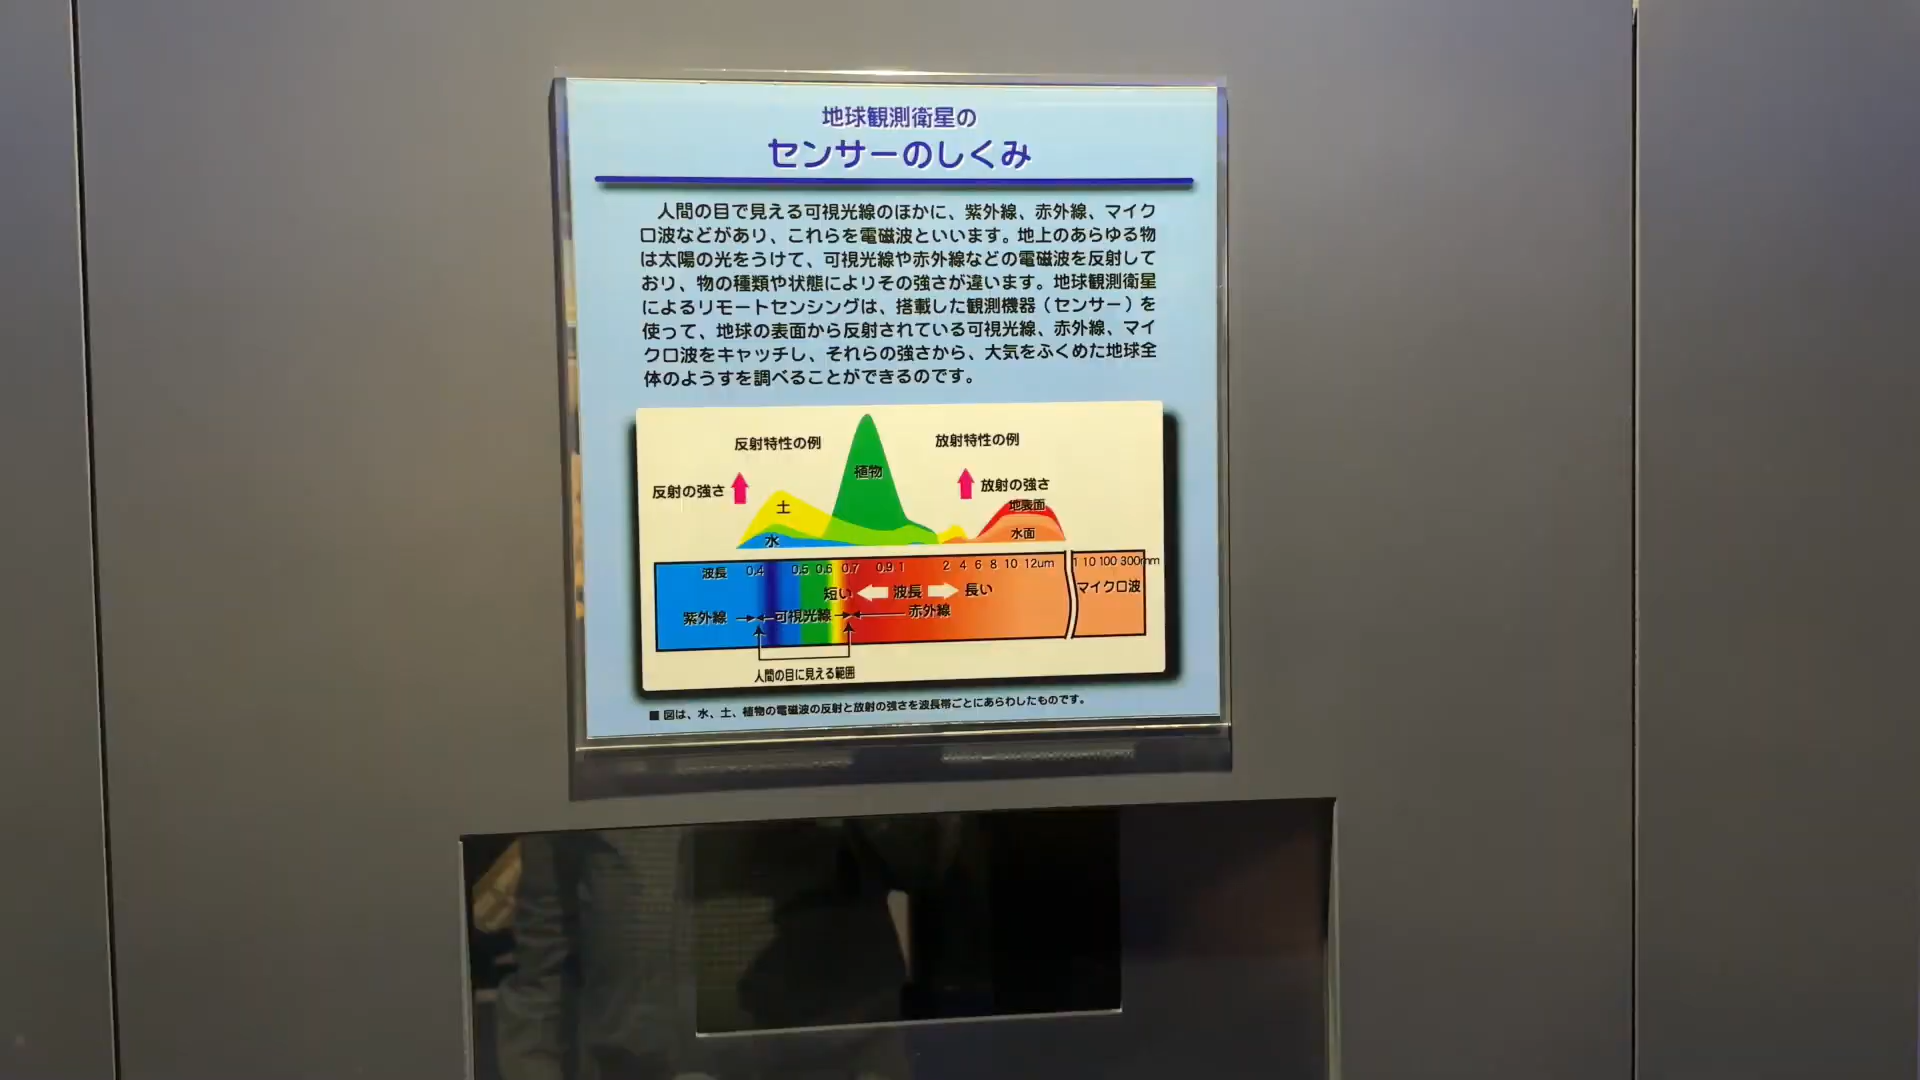 地球観測衛星の
センサーのしくみ
人間の目で見える可視光線のほかに、紫外線、赤外線、マイク
ロ波などがあり、これらを電磁波といいます。地上のあらゆる物
は太陽の光をうけて、可視光線や赤外線などの電磁波を反射して
おり、物の種類や状態によりその強さが違います。地球観測衛星
によるリモートセンシングは、搭載した観測機器(センサー)を
使って、地球の表面から反射されている可視光線、赤外線、マイ
クロ波をキャッチし、それらの強さから、大気をふくめた地球全
体のようすを調べることができるのです。
反射特性の例 放射特性の例
植物
反射の強さ 放射の強さ
土 地表面
水 水面
波長 0.4 0.5 0.6 0.7 0.9 1 2 4 6 8 10 12um 1 10 100 300mm
短い 波長 長い マイクロ波
紫外線 可視光線 赤外線
人間の目に見える範囲
■ 図は、水、土、植物の電磁波の反射と放射の強さを波長帯ごとにあらわしたものです。